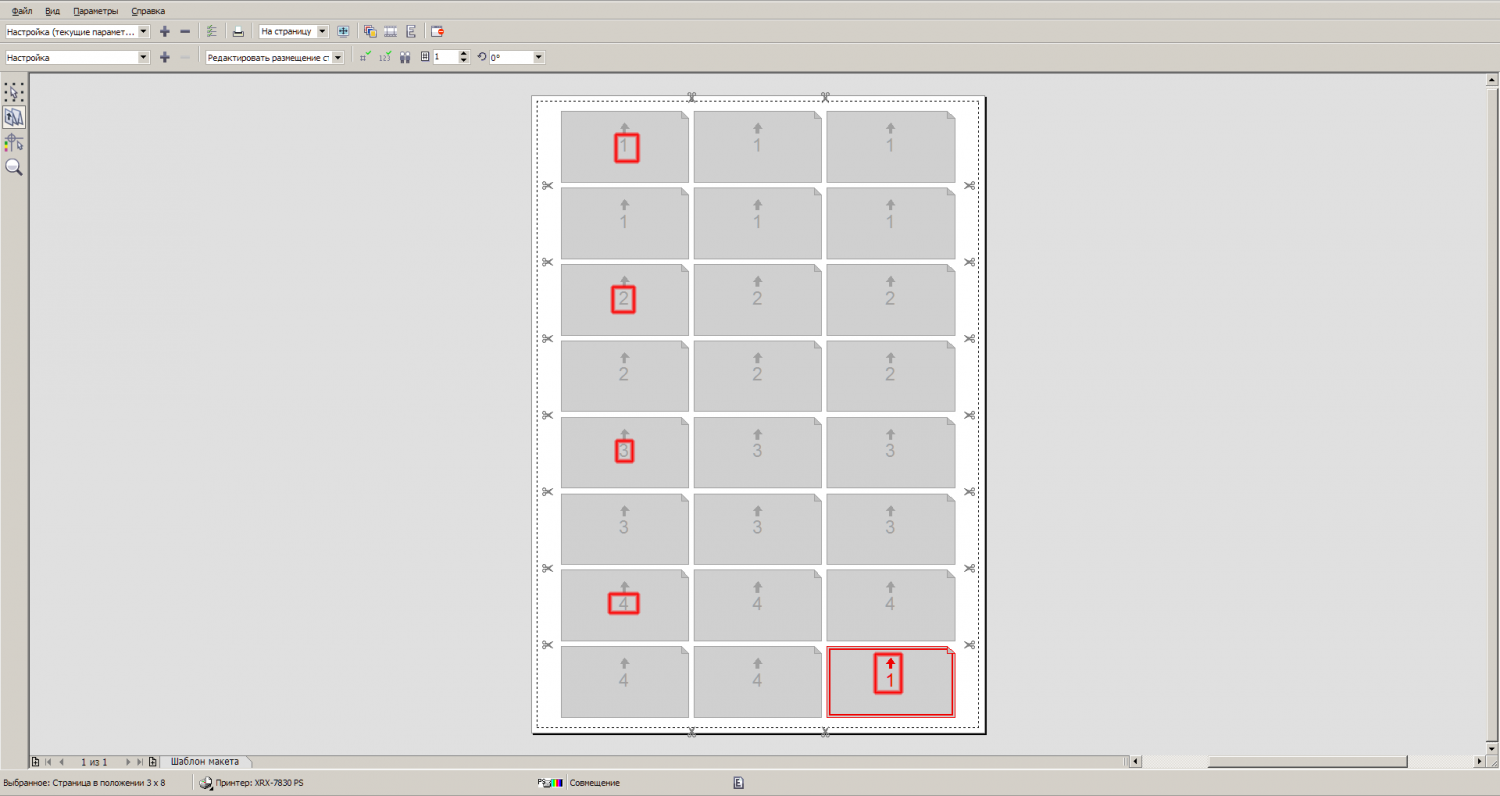 Файл Вид Параметры Справка
Настройка (текущие парамет... На страницу
Настройка Редактировать размещение с 123 1 0°
1 1 1
1 1 1
2 2 2
2 2 2
3 3 3
3 3 3
4 4 4
4 4 1
1 из 1 Шаблон макета
Выбранное: Страница в положении 3 x 8 Принтер: XRX-7830 PS PS Совмещение